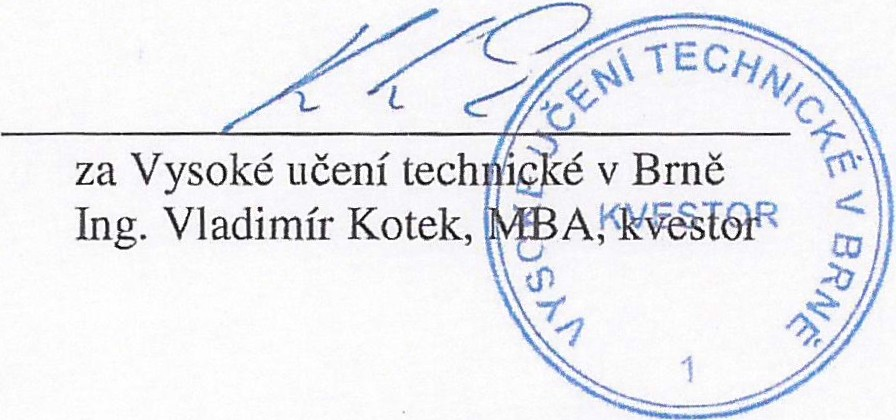 za Vysoké učení technické v Brně
Ing. Vladimír Kotek, MBA, kvestor
VYSOKÉ UČENÍ TECHNICKÉ V BRNĚ
KVESTOR
1